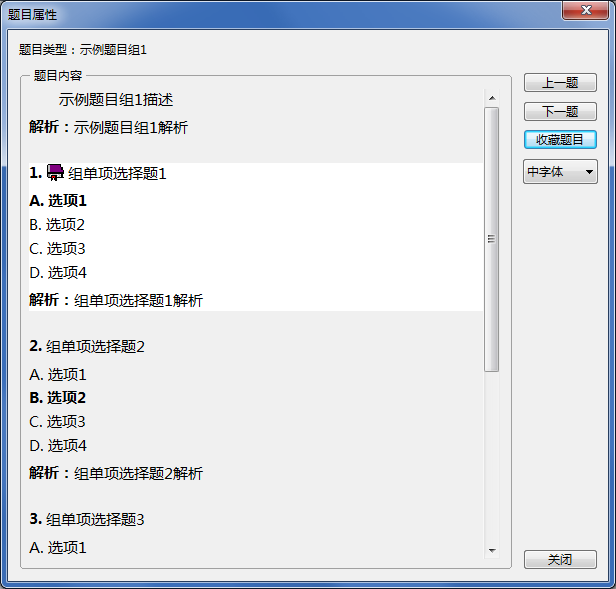 题目属性
题目类型：示例题目组1
题目内容
示例题目组1描述
解析：示例题目组1解析
1. 组单项选择题1
A. 选项1
B. 选项2
C. 选项3
D. 选项4
解析：组单项选择题1解析
2. 组单项选择题2
A. 选项1
B. 选项2
C. 选项3
D. 选项4
解析：组单项选择题2解析
3. 组单项选择题3
A. 选项1
上一题
下一题
收藏题目
中字体
关闭